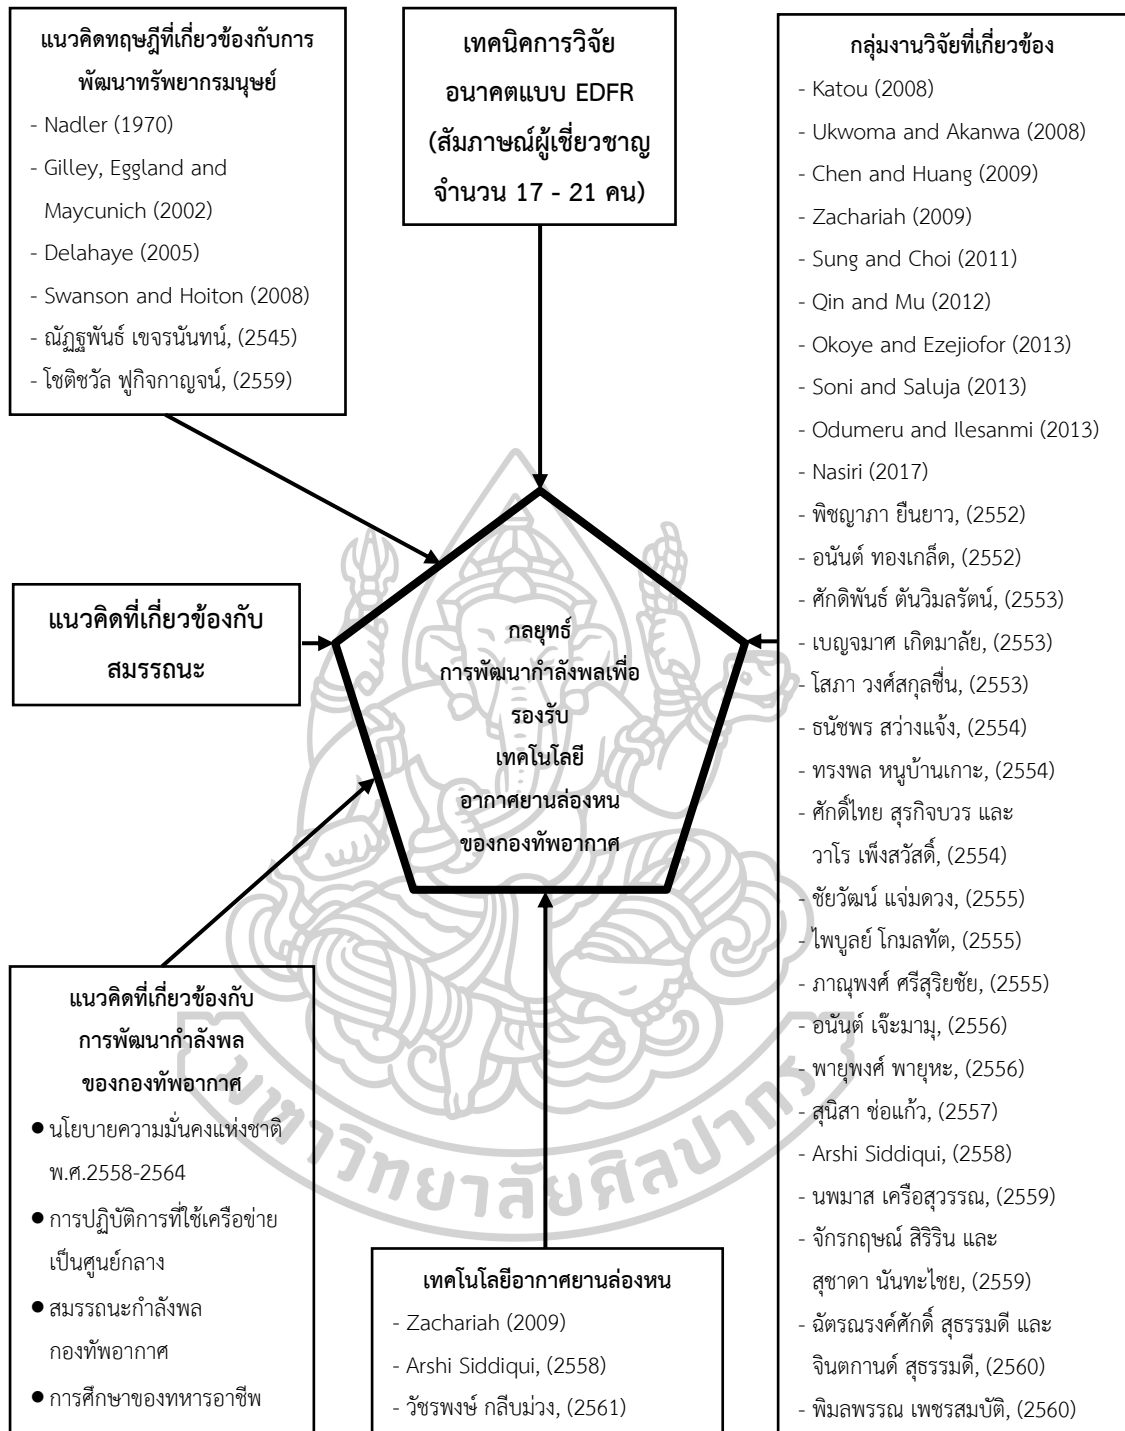 แนวคิดทฤษฎีที่เกี่ยวข้องกับการ
พัฒนาทรัพยากรมนุษย์
- Nadler (1970)
- Gilley, Eggland and
Maycunich (2002)
- Delahaye (2005)
- Swanson and Hoiton (2008)
- ณัฏฐพันธ์ เขจรนันทน์, (2545)
- โชติชวัล ฟูกิจกาญจน์, (2559)
เทคนิคการวิจัย
อนาคตแบบ EDFR
(สัมภาษณ์ผู้เชี่ยวชาญ
จำนวน 17 - 21 คน)
กลุ่มงานวิจัยที่เกี่ยวข้อง
- Katou (2008)
- Ukwoma and Akanwa (2008)
- Chen and Huang (2009)
- Zachariah (2009)
- Sung and Choi (2011)
- Qin and Mu (2012)
- Okoye and Ezejiofor (2013)
- Soni and Saluja (2013)
- Odumeru and Ilesanmi (2013)
- Nasiri (2017)
- พิชญาภา ยืนยาว, (2552)
- อนันต์ ทองเกล็ด, (2552)
- ศักดิพันธ์ ตันวิมลรัตน์, (2553)
- เบญจมาศ เกิดมาลัย, (2553)
- โสภา วงศ์สกุลชื่น, (2553)
- ธนัชพร สว่างแจ้ง, (2554)
- ทรงพล หนูบ้านเกาะ, (2554)
- ศักดิ์ไทย สุรกิจบวร และ
วาโร เพ็งสวัสดิ์, (2554)
- ชัยวัฒน์ แจ่มดวง, (2555)
- ไพบูลย์ โกมลทัต, (2555)
- ภาณุพงศ์ ศรีสุริยชัย, (2555)
- อนันต์ เจ๊ะมามุ, (2556)
- พายุพงศ์ พายุหะ, (2556)
- สุนิสา ช่อแก้ว, (2557)
- Arshi Siddiqui, (2558)
- นพมาส เครือสุวรรณ, (2559)
- จักรกฤษณ์ สิริริน และ
สุชาดา นันทะไชย, (2559)
- ฉัตรณรงค์ศักดิ์ สุธรรมดี และ
จินตกานด์ สุธรรมดี, (2560)
- พิมลพรรณ เพชรสมบัติ, (2560)
แนวคิดที่เกี่ยวข้องกับ
สมรรถนะ
กลยุทธ์
การพัฒนากำลังพลเพื่อ
รองรับ
เทคโนโลยี
อากาศยานล่องหน
ของกองทัพอากาศ
แนวคิดที่เกี่ยวข้องกับ
การพัฒนากำลังพล
ของกองทัพอากาศ
● นโยบายความมั่นคงแห่งชาติ
พ.ศ.2558-2564
● การปฏิบัติการที่ใช้เครือข่าย
เป็นศูนย์กลาง
● สมรรถนะกำลังพล
กองทัพอากาศ
● การศึกษาของทหารอาชีพ
เทคโนโลยีอากาศยานล่องหน
- Zachariah (2009)
- Arshi Siddiqui, (2558)
- วัชรพงษ์ กลีบม่วง, (2561)
มหาวิทยาลัยศิลปากร